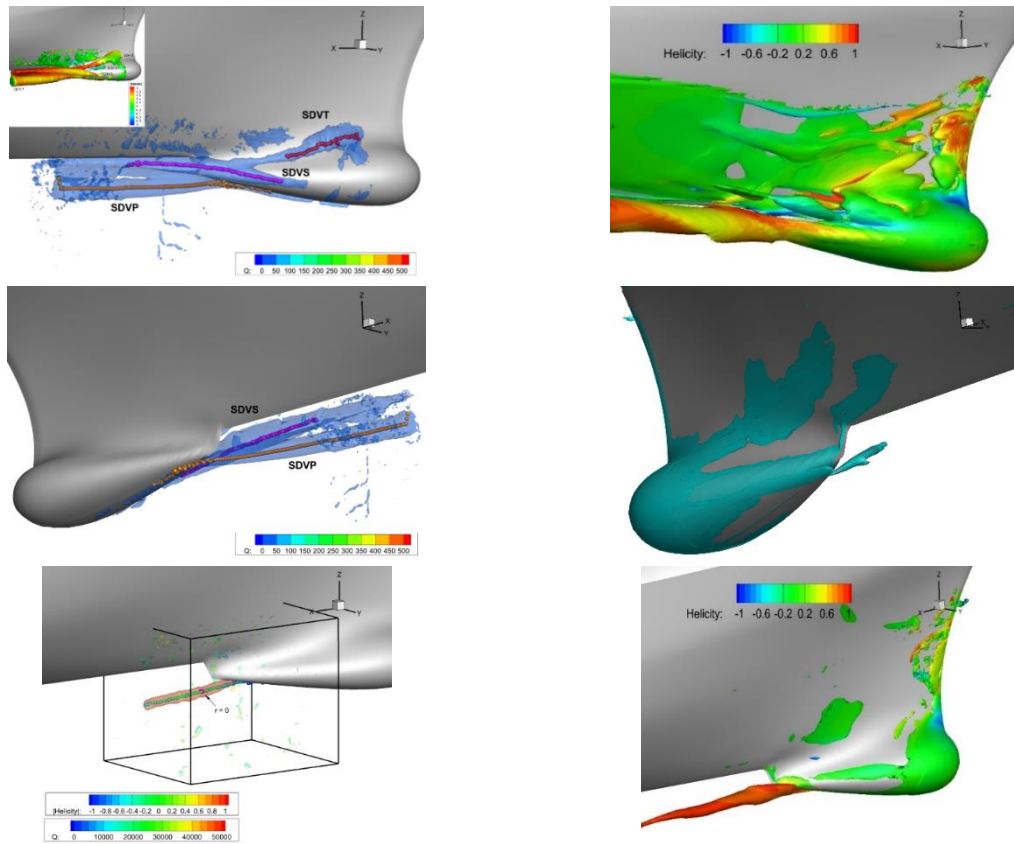 Z
X Y
SDVT
SDVS
SDVP
Q: 0 50 100 150 200 250 300 350 400 450 500
Helicity: -1 -0.6 -0.2 0.2 0.6 1
Z
X Y
Z
X
Y
SDVS
SDVP
Q: 0 50 100 150 200 250 300 350 400 450 500
Z
X
Y
Z
X Y
r = 0
|Helicity|: -1 -0.8 -0.6 -0.4 -0.2 0 0.2 0.4 0.6 0.8 1
Q: 0 10000 20000 30000 40000 50000
Helicity: -1 -0.6 -0.2 0.2 0.6 1
Z
X Y